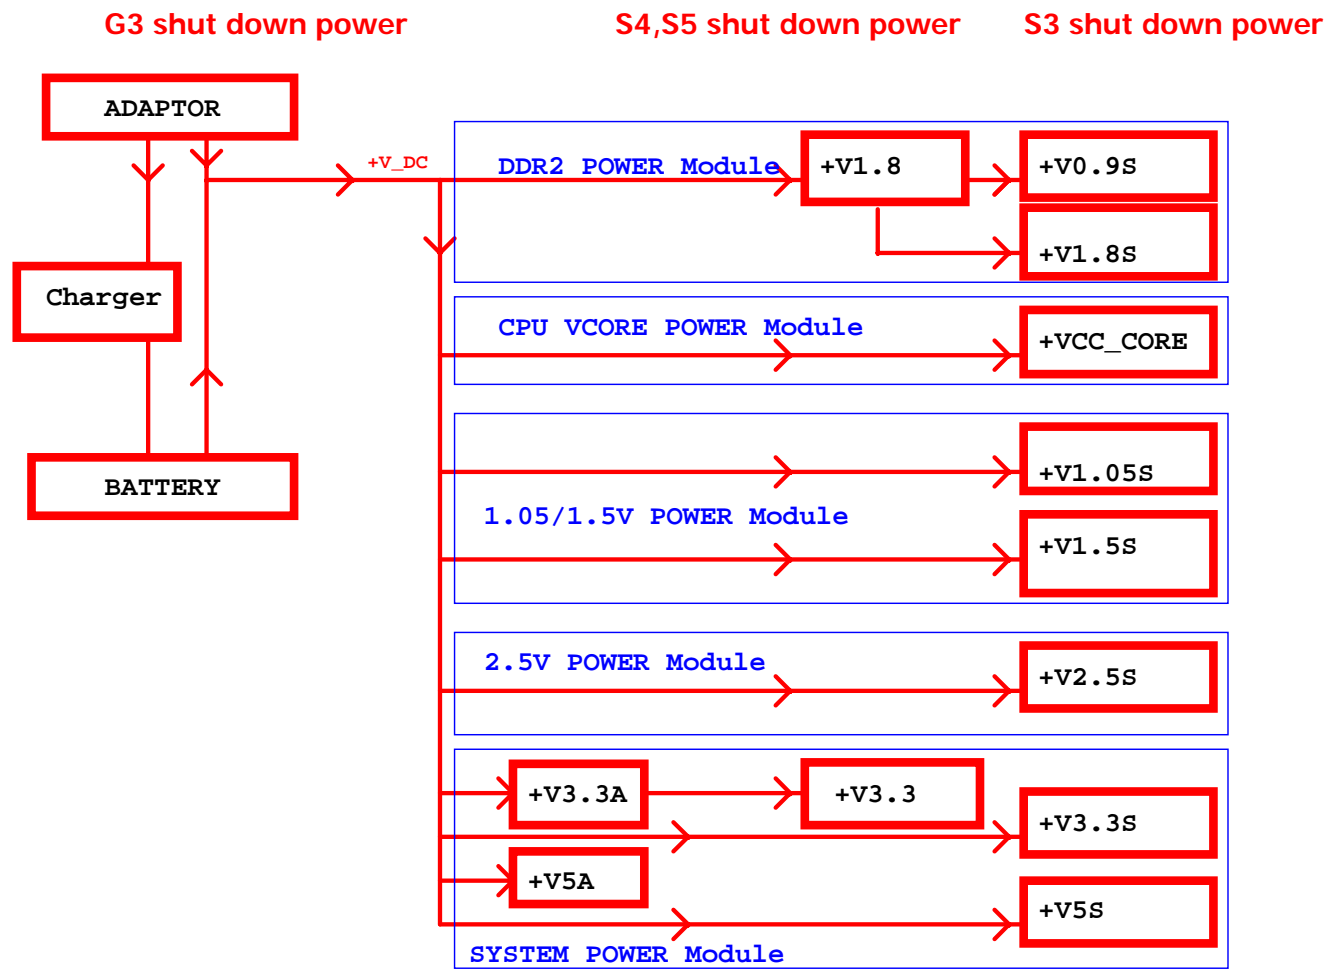 G3 shut down power
S4,S5 shut down power
S3 shut down power
ADAPTOR
+V_DC
DDR2 POWER Module
+V1.8
+V0.9S
+V1.8S
Charger
CPU VCORE POWER Module
+VCC_CORE
BATTERY
+V1.05S
1.05/1.5V POWER Module
+V1.5S
2.5V POWER Module
+V2.5S
+V3.3A
+V3.3
+V3.3S
+V5A
+V5S
SYSTEM POWER Module